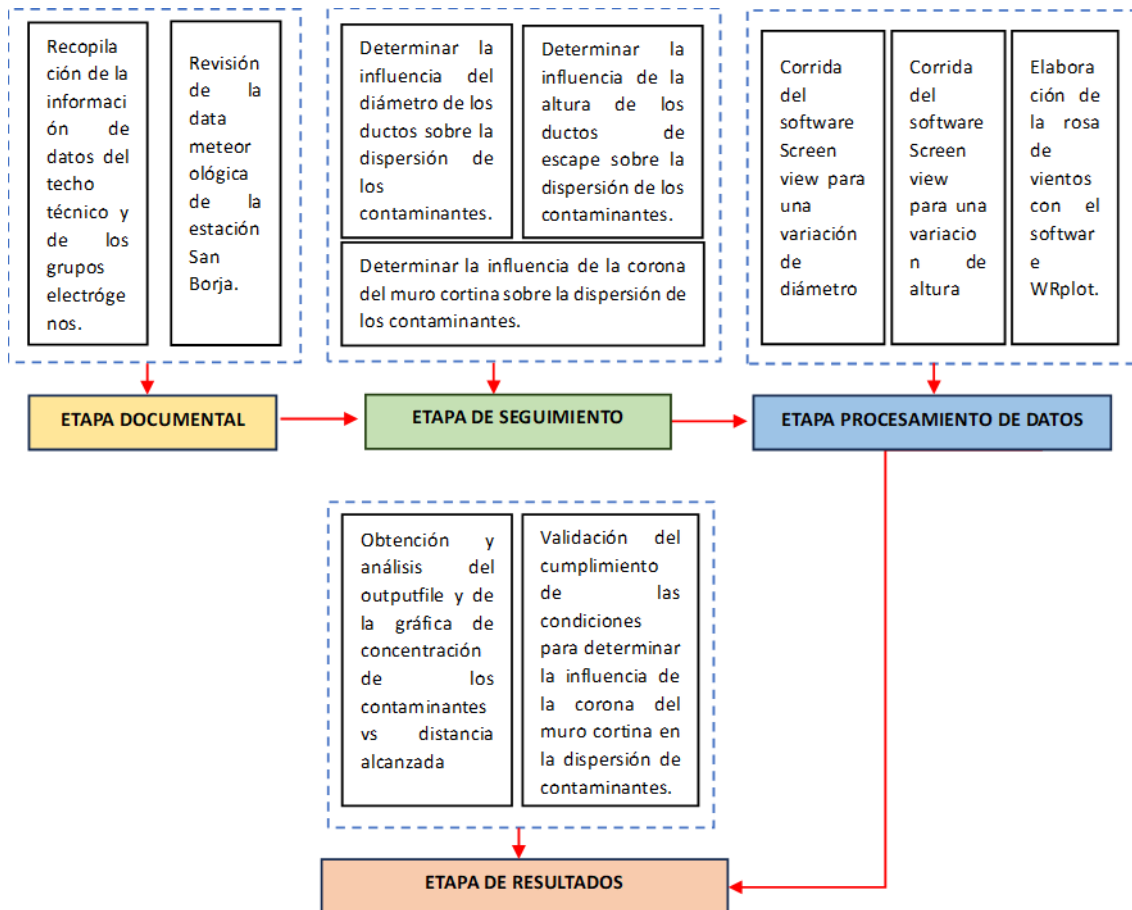 Recopila
ción de la
informaci
ón de
datos del
techo
técnico y
de los
grupos
electróge
nos.
Revisión
de la
data
meteor
ológica
de la
estación
San
Borja.
Determinar la
influencia del
diámetro de los
ductos sobre la
dispersión de
los
contaminantes.
Determinar la
influencia de la
altura de los
ductos de
escape sobre la
dispersión de los
contaminantes.
Determinar la influencia de la corona
del muro cortina sobre la dispersión de
los contaminantes.
Corrida
del
software
Screen
view para
una
variación
de
diámetro
Corrida
del
software
Screen
view
para una
variacio
n de
altura
Elabora
ción de
la rosa
de
vientos
con el
softwar
e
WRplot.
ETAPA DOCUMENTAL
ETAPA DE SEGUIMIENTO
ETAPA PROCESAMIENTO DE DATOS
Obtención y
análisis del
outputfile y de
la gráfica de
concentración
de los
contaminantes
vs distancia
alcanzada
Validación del
cumplimiento
de las
condiciones
para determinar
la influencia de
la corona del
muro cortina en
la dispersión de
contaminantes.
ETAPA DE RESULTADOS